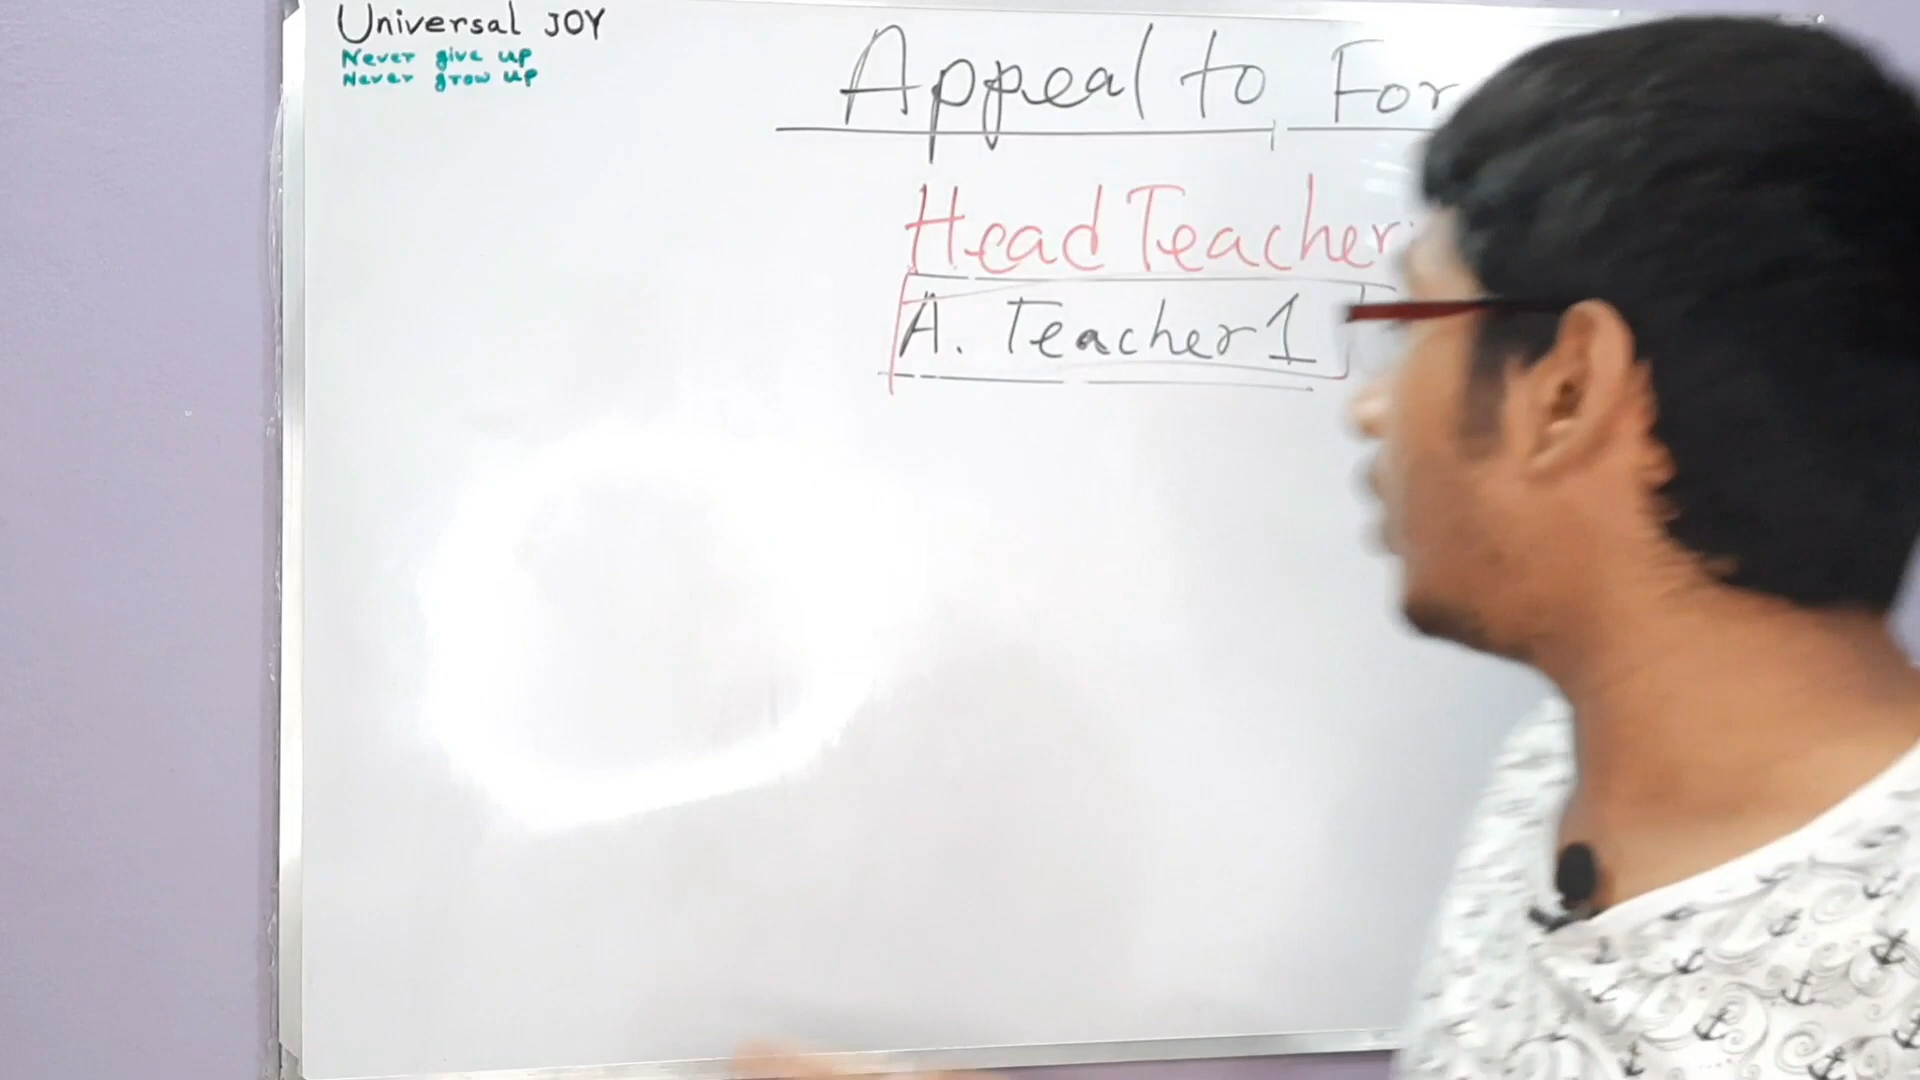 Universal JOY
Never give up
Never grow up
Appeal to For
Head Teacher
A. Teacher 1